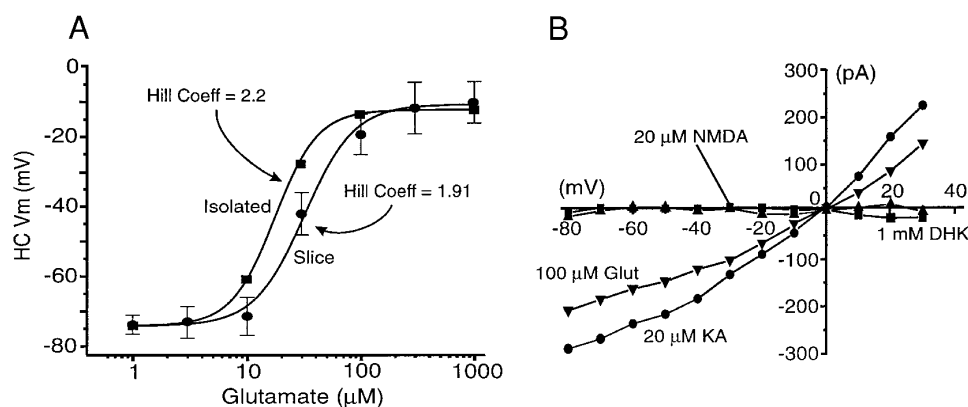 A
HC Vm (mV)
0
-20
-40
-60
-80
Hill Coeff = 2.2
Isolated
Hill Coeff = 1.91
Slice
1
10
100
1000
Glutamate (μM)
B
300
(pA)
200
100
0
-100
-200
-300
20 μM NMDA
(mV)
-80
-60
-40
-20
20
40
1 mM DHK
100 μM Glut
20 μM KA